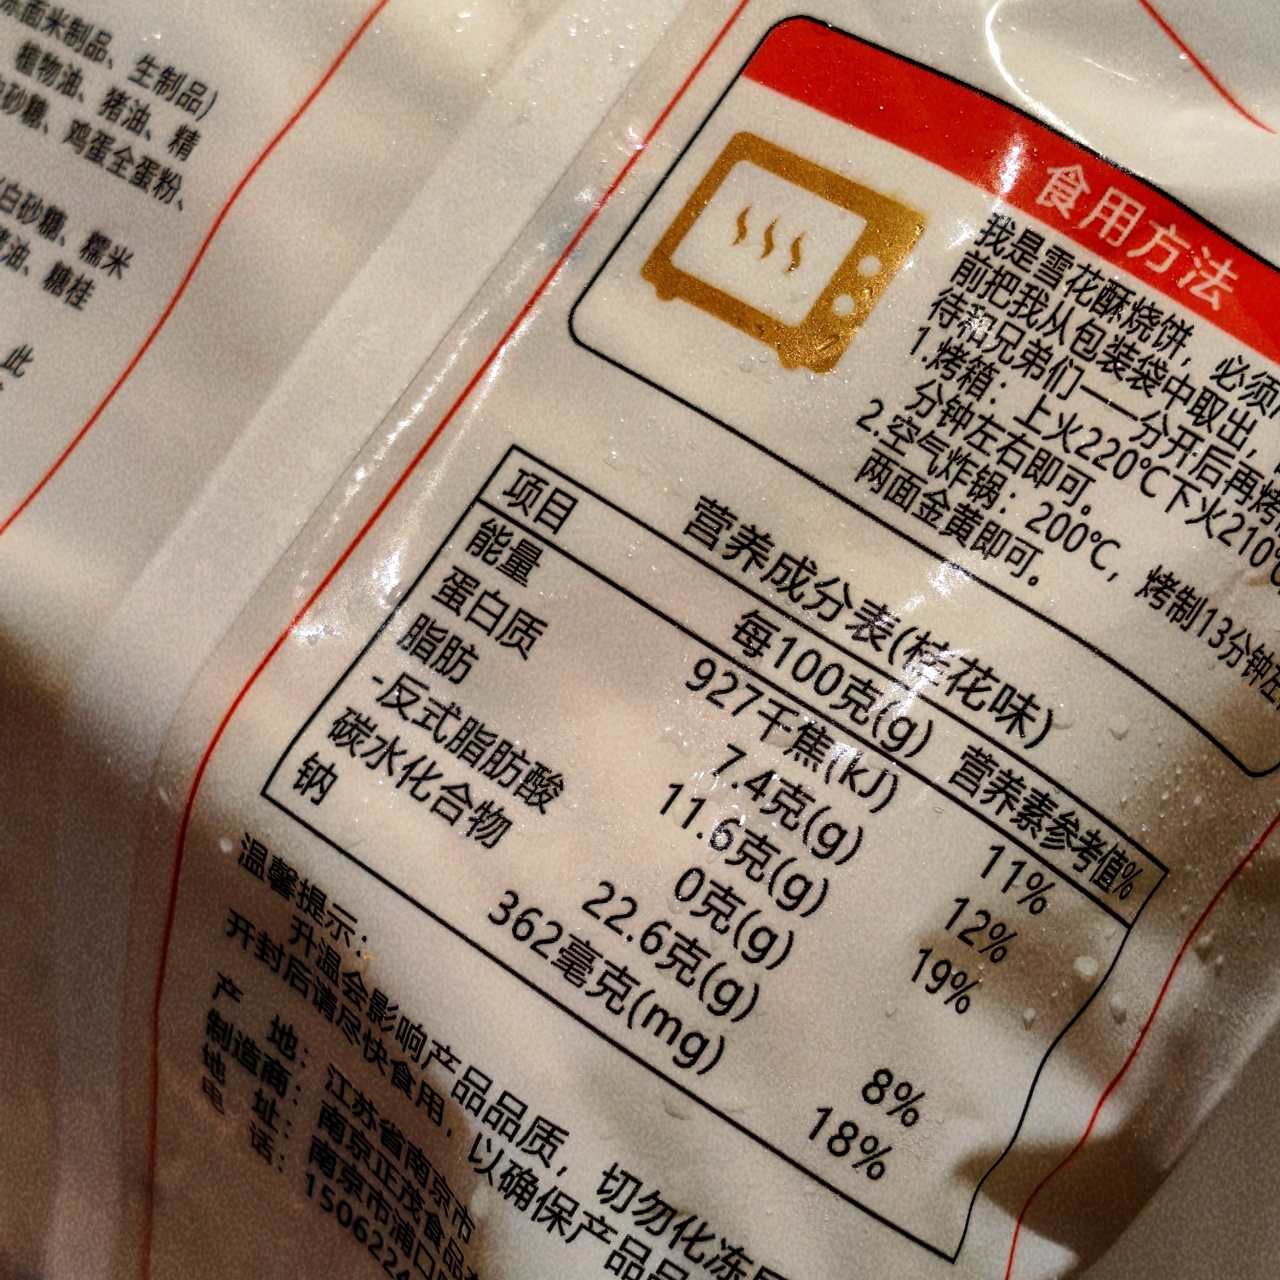 面米制品、生制品)
植物油、猪油、精
砂糖、鸡蛋全蛋粉、
白砂糖、糯米
猪油、糖桂
此
食用方法
我是雪花酥烧饼，必须
前把我从包装袋中取出，
待和兄弟们一一分开后再烤
1.烤箱：上火220℃下火210℃
分钟左右即可。
2.空气炸锅：200℃，烤制13分钟左
两面金黄即可。
营养成分表(桂花味)
项目 每100克(g) 营养素参考值%
能量 927千焦(kJ) 11%
蛋白质 7.4克(g) 12%
脂肪 11.6克(g) 19%
-反式脂肪酸 0克(g)
碳水化合物 22.6克(g) 8%
钠 362毫克(mg) 18%
温馨提示：
升温会影响产品品质，切勿化冻
开封后请尽快食用，以确保产品品
产地：江苏省南京市
制造商：南京正茂食品
地址：南京市浦口
电话：1506224